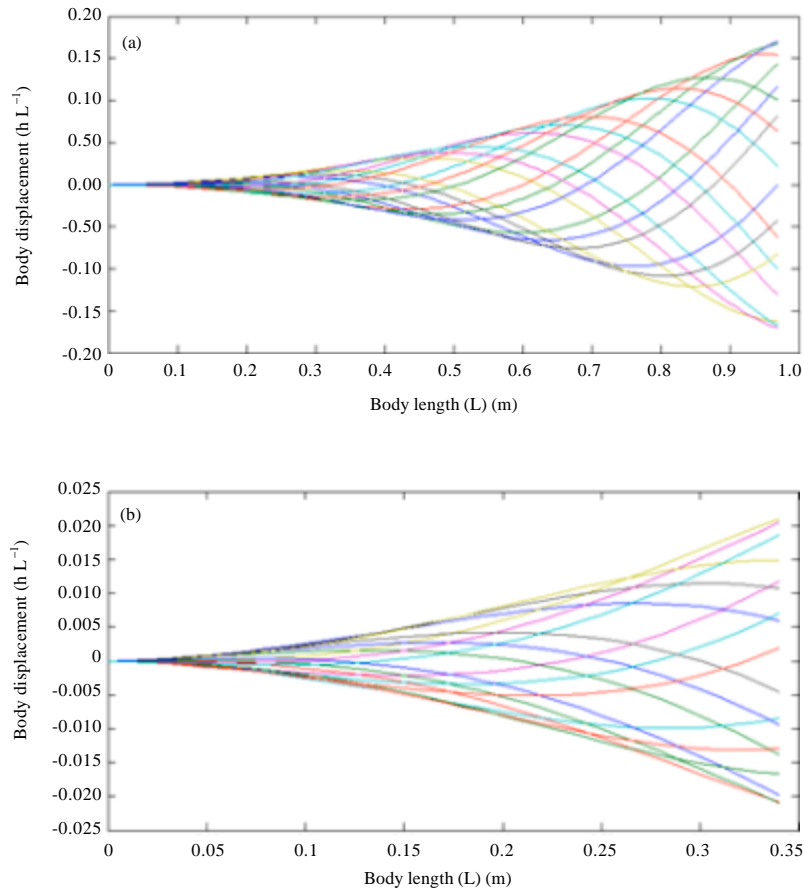 (a)
0.20
0.15
0.100
0.50
0.00
-0.50
-0.10
-0.15
-0.20
Body displacement (h L⁻¹)
0 0.1 0.2 0.3 0.4 0.5 0.6 0.7 0.8 0.9 1.0
Body length (L) (m)
(b)
0.025
0.020
0.015
0.010
0.005
0
-0.005
-0.010
-0.015
-0.020
-0.025
Body displacement (h L⁻¹)
0 0.05 0.1 0.15 0.2 0.25 0.3 0.35
Body length (L) (m)